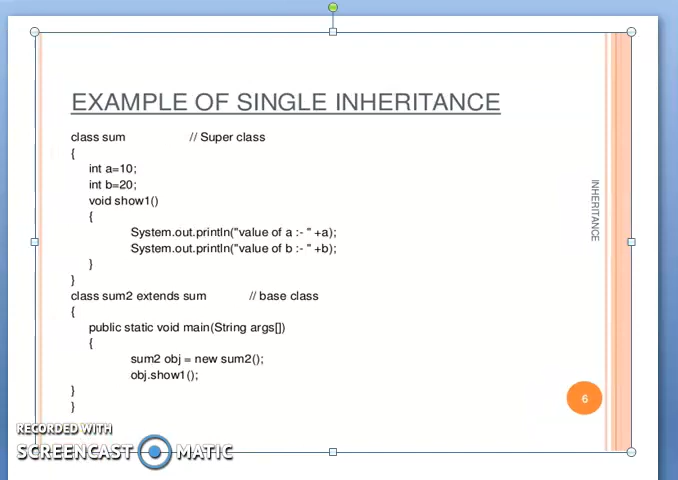 EXAMPLE OF SINGLE INHERITANCE
class sum // Super class
{
int a=10;
int b=20;
void show1()
{
System.out.println("value of a :- " +a);
System.out.println("value of b :- " +b);
}
}
class sum2 extends sum // base class
{
public static void main(String args[])
{
sum2 obj = new sum2();
obj.show1();
}
}
INHERITANCE
6
RECORDED WITH
SCREENCAST MATIC